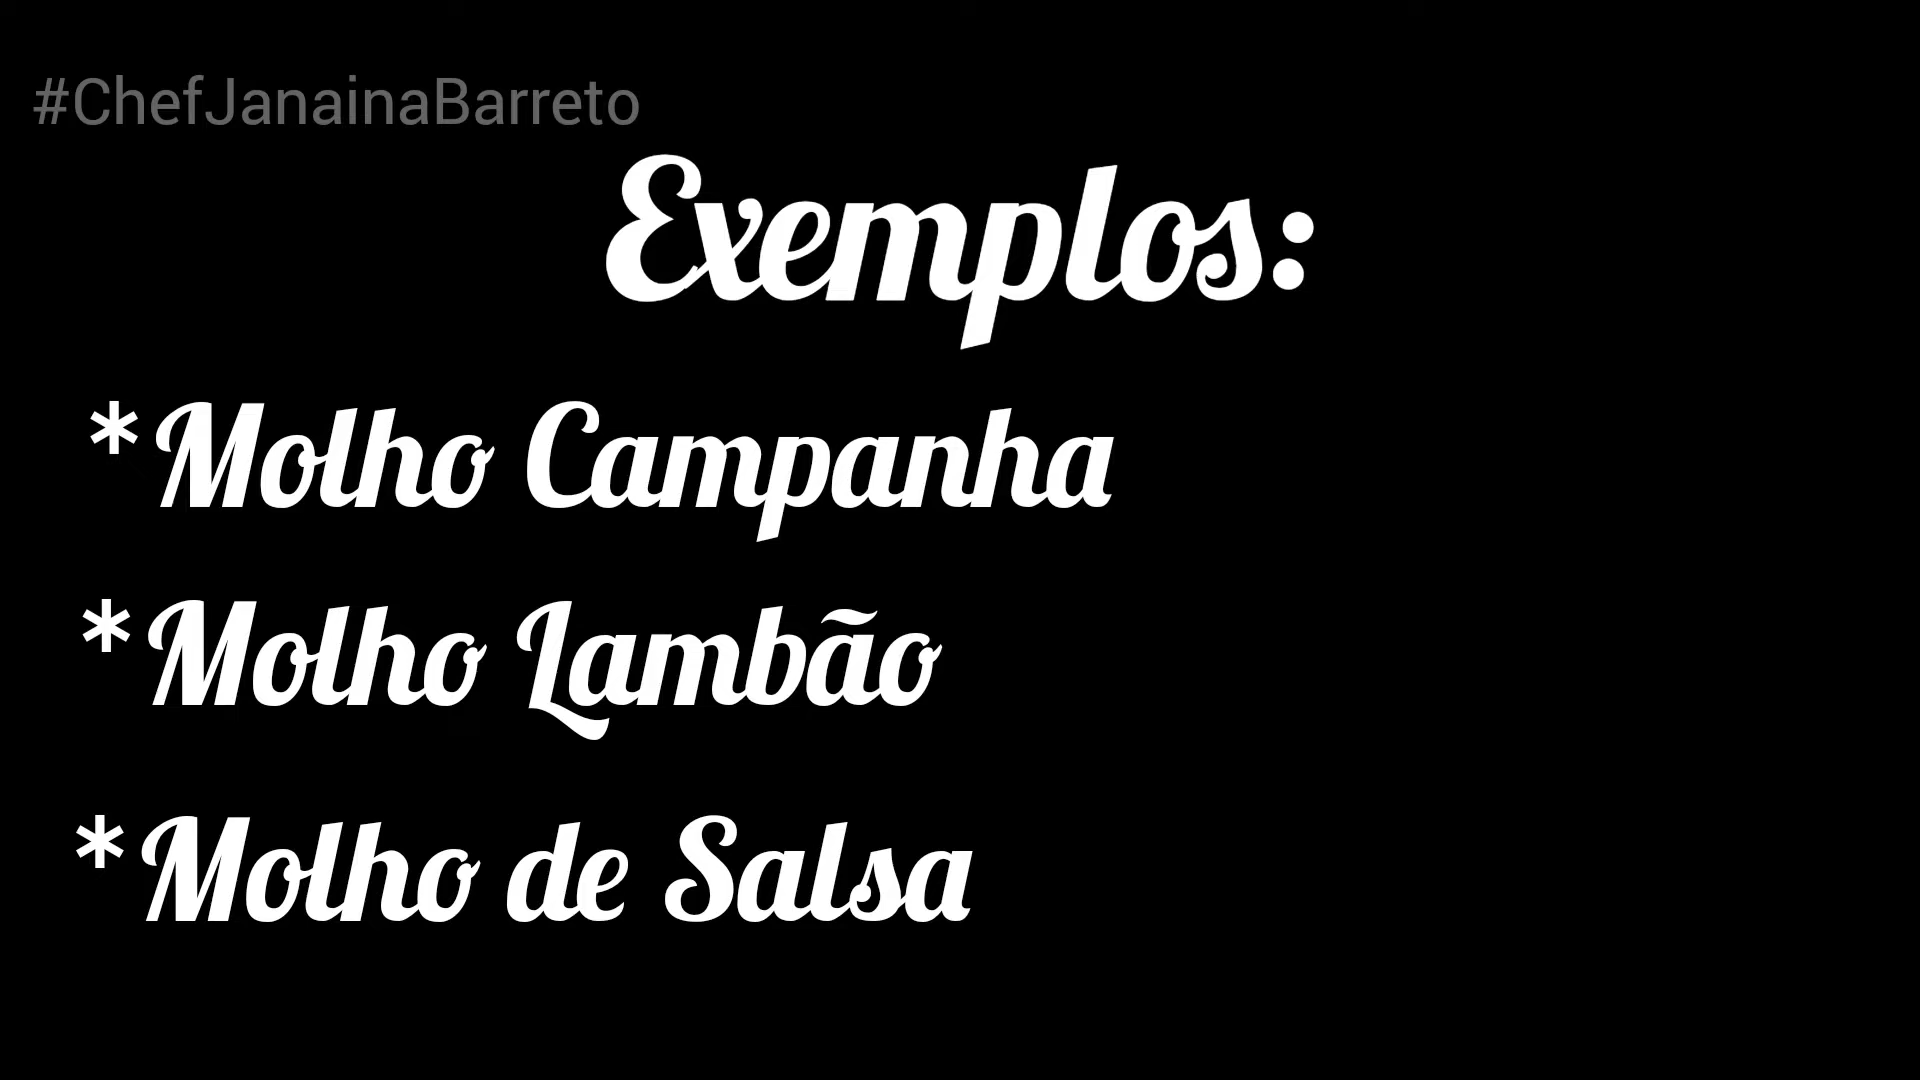 #ChefJanainaBarreto
Exemplos:
*Molho Campanha
*Molho Lambão
*Molho de Salsa